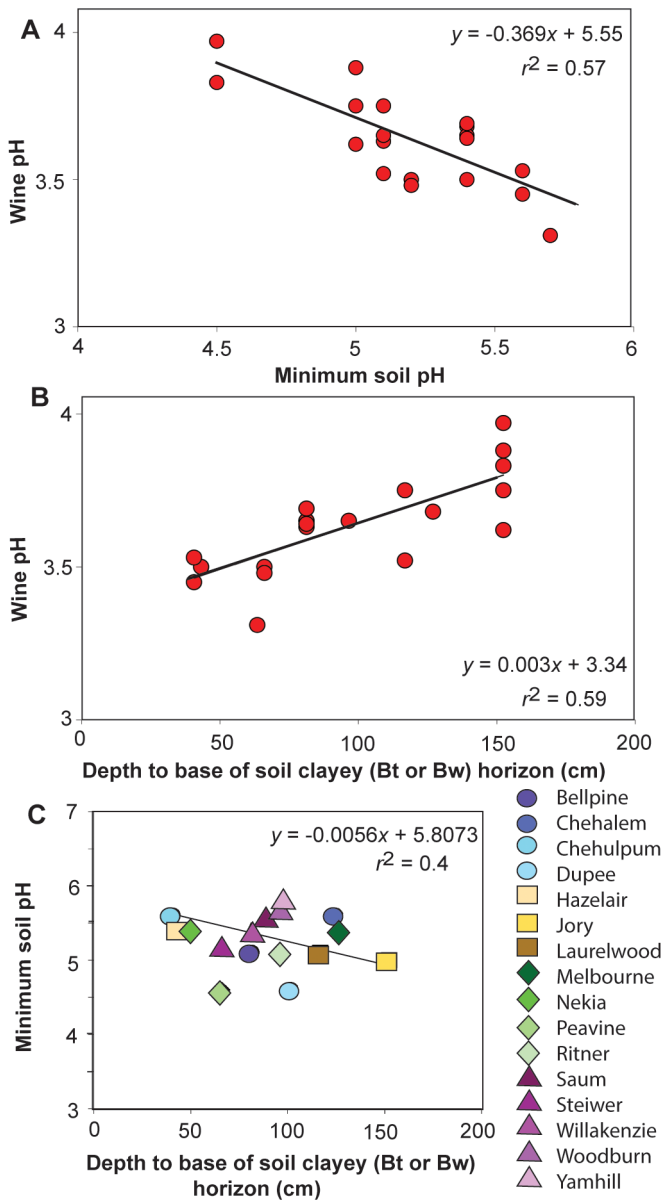 A
4
3.5
3
Wine pH
y = -0.369x + 5.55
r2 = 0.57
4
4.5
5
5.5
6
Minimum soil pH
B
4
3.5
3
Wine pH
y = 0.003x + 3.34
r2 = 0.59
0
50
100
150
200
Depth to base of soil clayey (Bt or Bw) horizon (cm)
C
7
6
5
4
3
Minimum soil pH
y = -0.0056x + 5.8073
r2 = 0.4
0
50
100
150
200
Depth to base of soil clayey (Bt or Bw)
horizon (cm)
Bellpine
Chehalem
Chehulpum
Dupee
Hazelair
Jory
Laurelwood
Melbourne
Nekia
Peavine
Ritner
Saum
Steiwer
Willakenzie
Woodburn
Yamhill